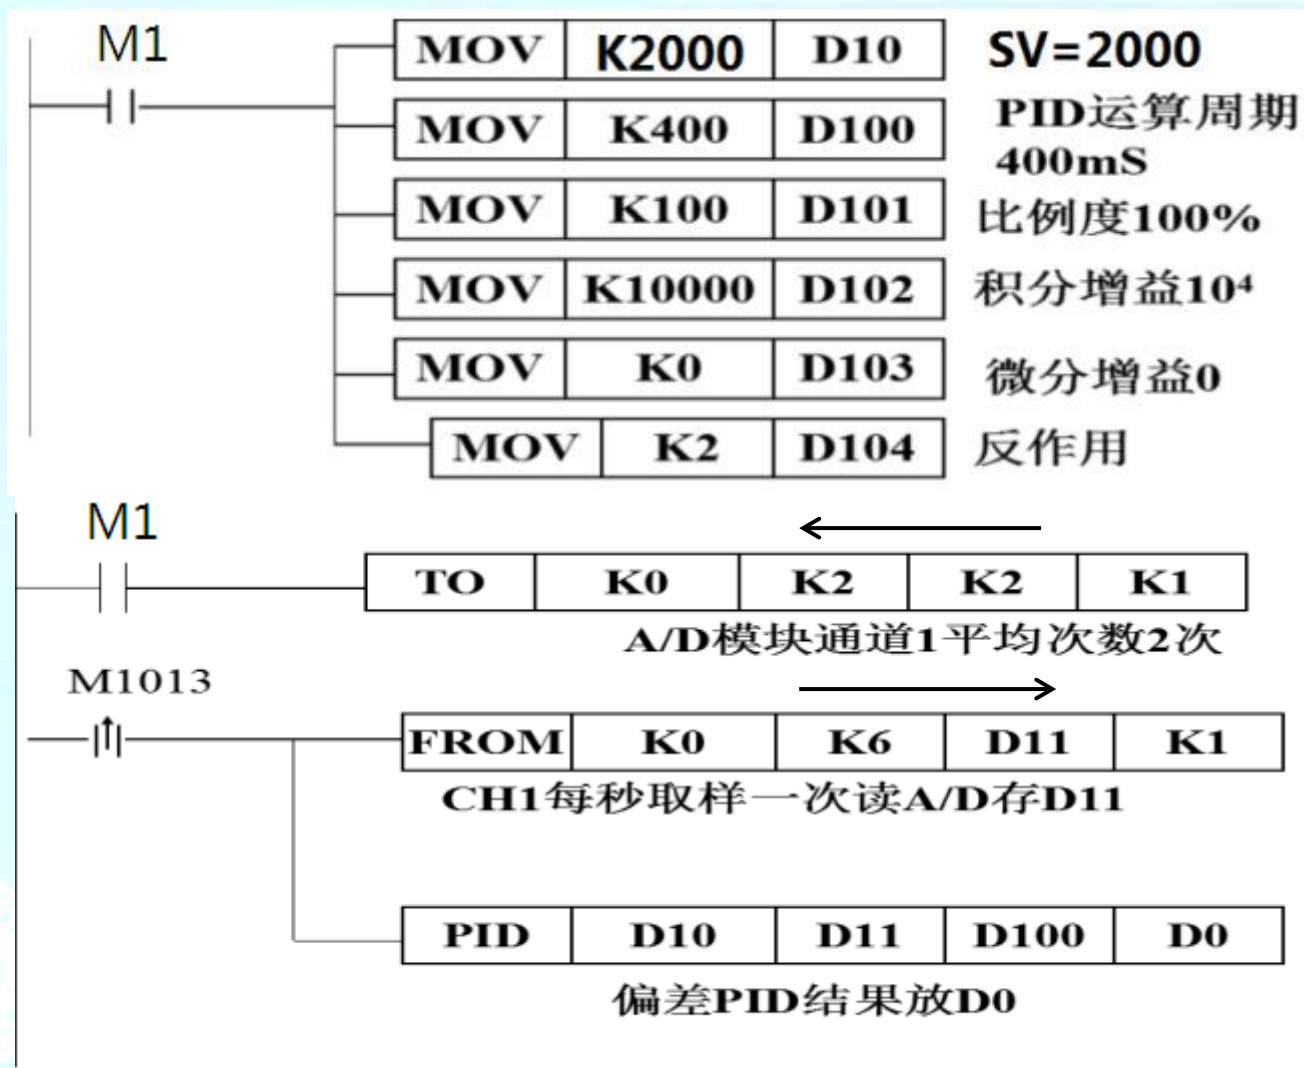 M1
MOV K2000 D10 SV=2000
MOV K400 D100 PID运算周期
400mS
MOV K100 D101 比例度100%
MOV K10000 D102 积分增益10⁴
MOV K0 D103 微分增益0
MOV K2 D104 反作用
M1
TO K0 K2 K2 K1
A/D模块通道1平均次数2次
M1013
FROM K0 K6 D11 K1
CH1每秒取样一次读A/D存D11
PID D10 D11 D100 D0
偏差PID结果放D0